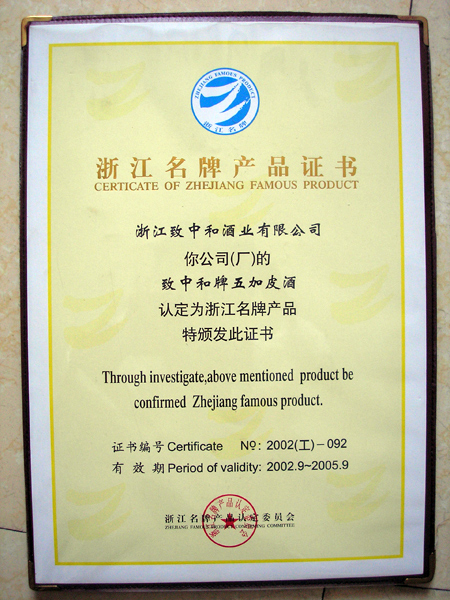 ZHEJIANG FAMOUS PRODUCT
浙江名牌
浙江名牌产品证书
CERTICATE OF ZHEJIANG FAMOUS PRODUCT
浙江致中和酒业有限公司
你公司(厂)的
致中和牌五加皮酒
认定为浙江名牌产品
特颁发此证书
Through investigate,above mentioned product be
confirmed Zhejiang famous product.
证书编号 Certificate No: 2002(工)-092
有 效 期 Period of validity: 2002.9~2005.9
浙江名牌产品认定委员会